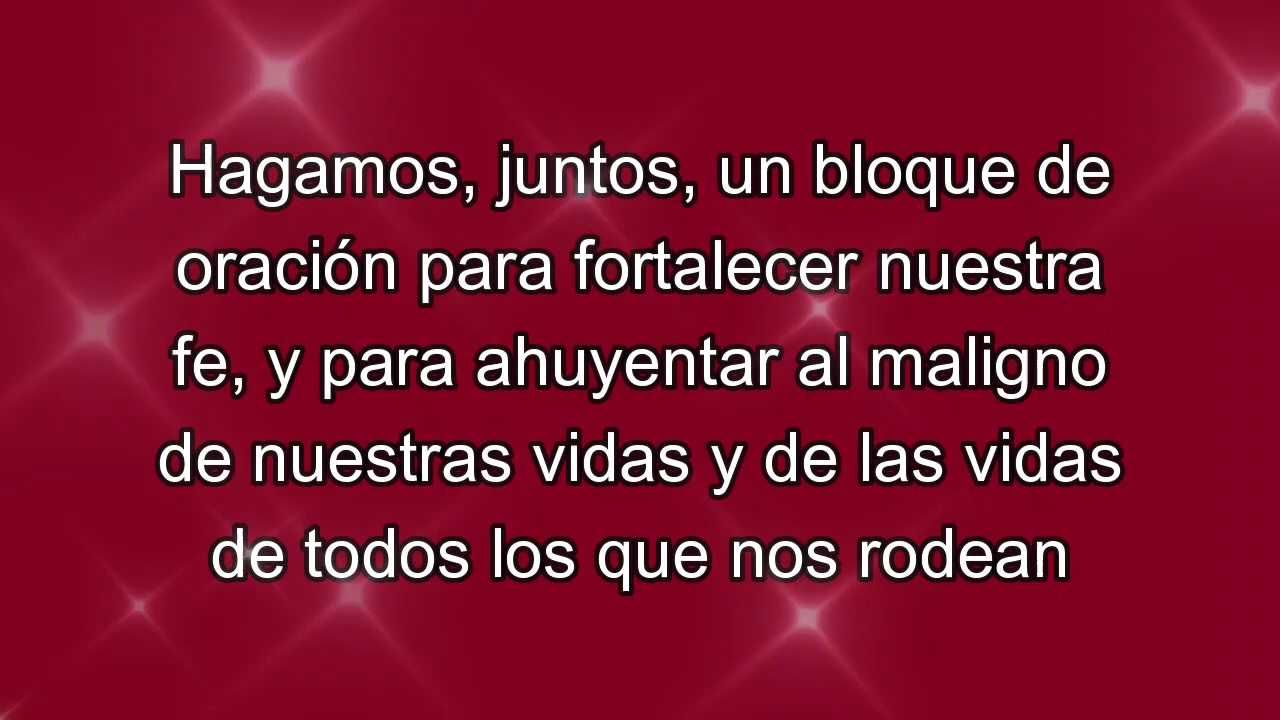 Hagamos, juntos, un bloque de
oración para fortalecer nuestra
fe, y para ahuyentar al maligno
de nuestras vidas y de las vidas
de todos los que nos rodean